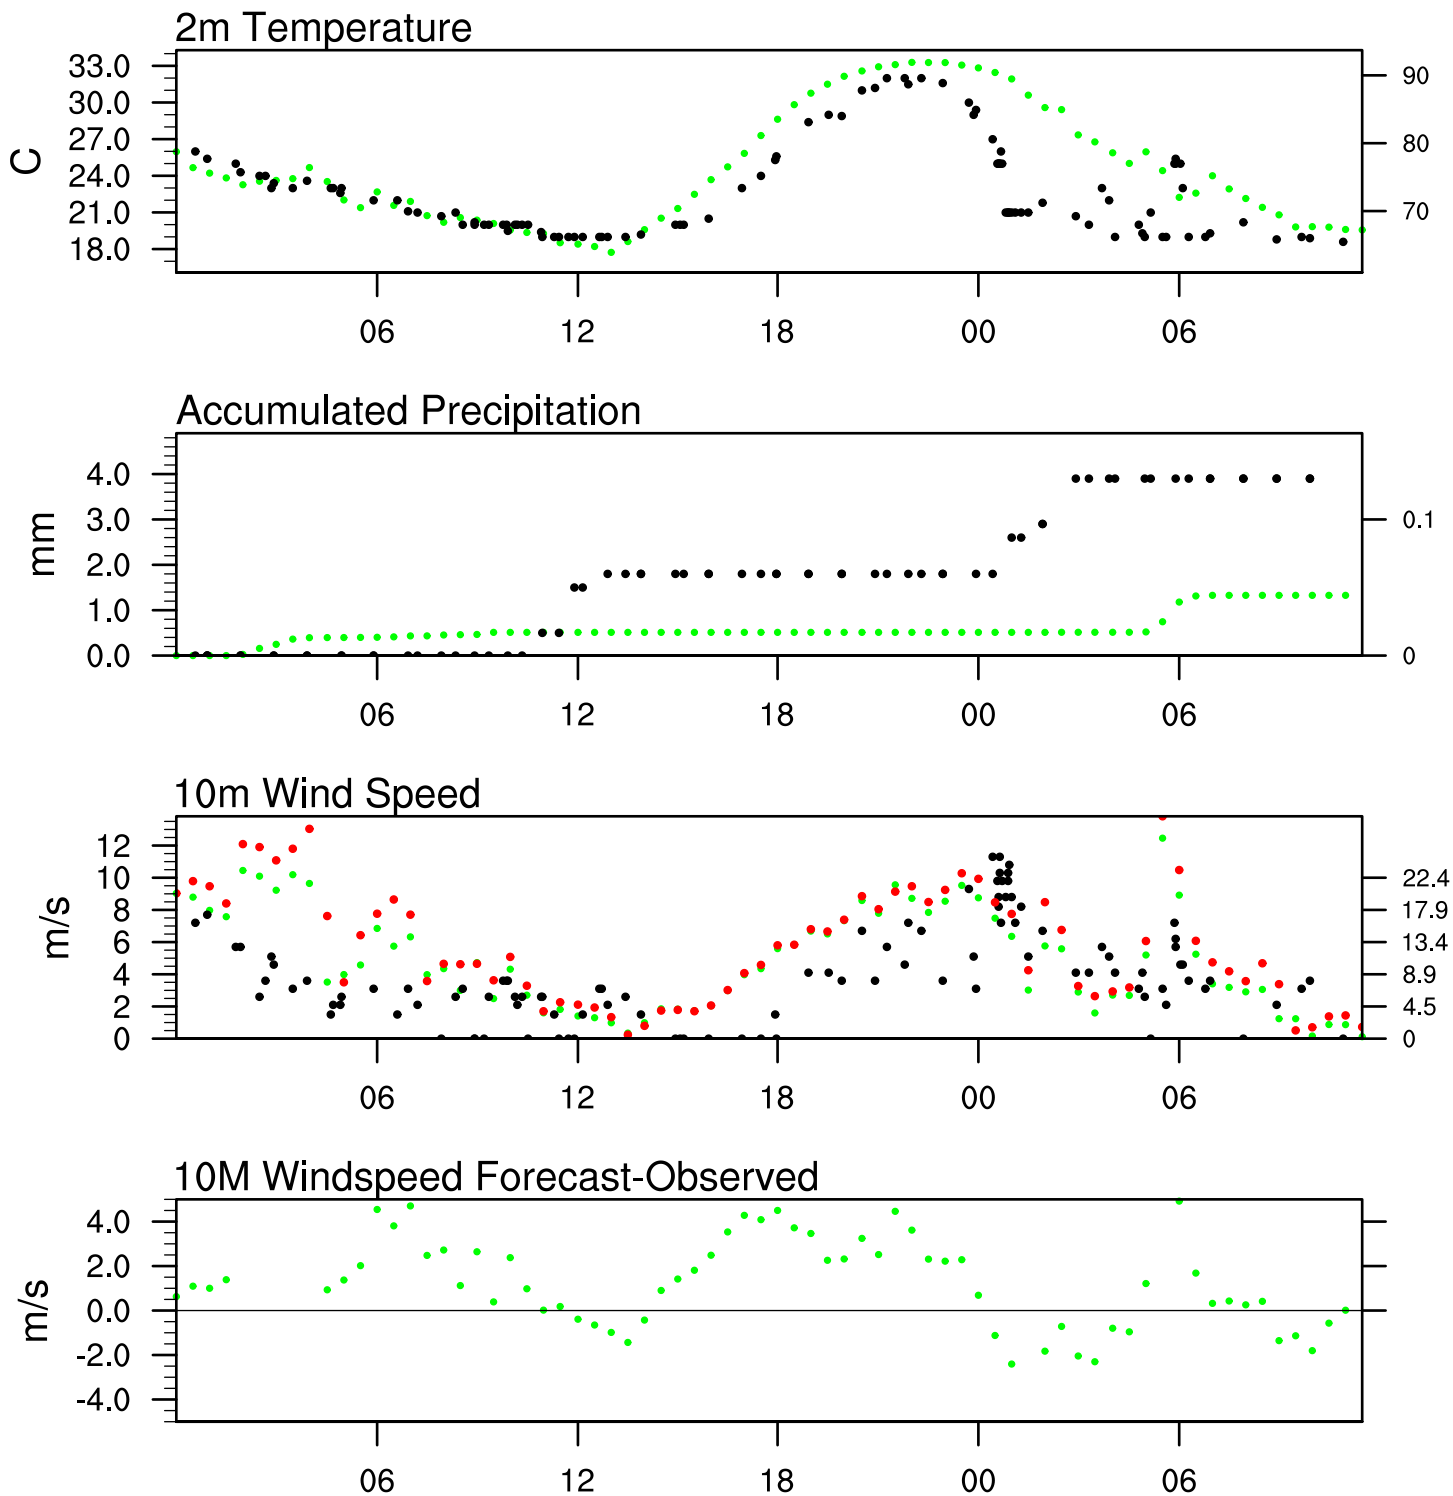 2m Temperature
33.0
30.0
27.0
24.0
21.0
18.0
C
90
80
70
06 12 18 00 06
Accumulated Precipitation
4.0
3.0
2.0
1.0
0.0
mm
0.1
0
06 12 18 00 06
10m Wind Speed
12
10
8
6
4
2
0
m/s
22.4
17.9
13.4
8.9
4.5
0
06 12 18 00 06
10M Windspeed Forecast-Observed
4.0
2.0
0.0
-2.0
-4.0
m/s
06 12 18 00 06